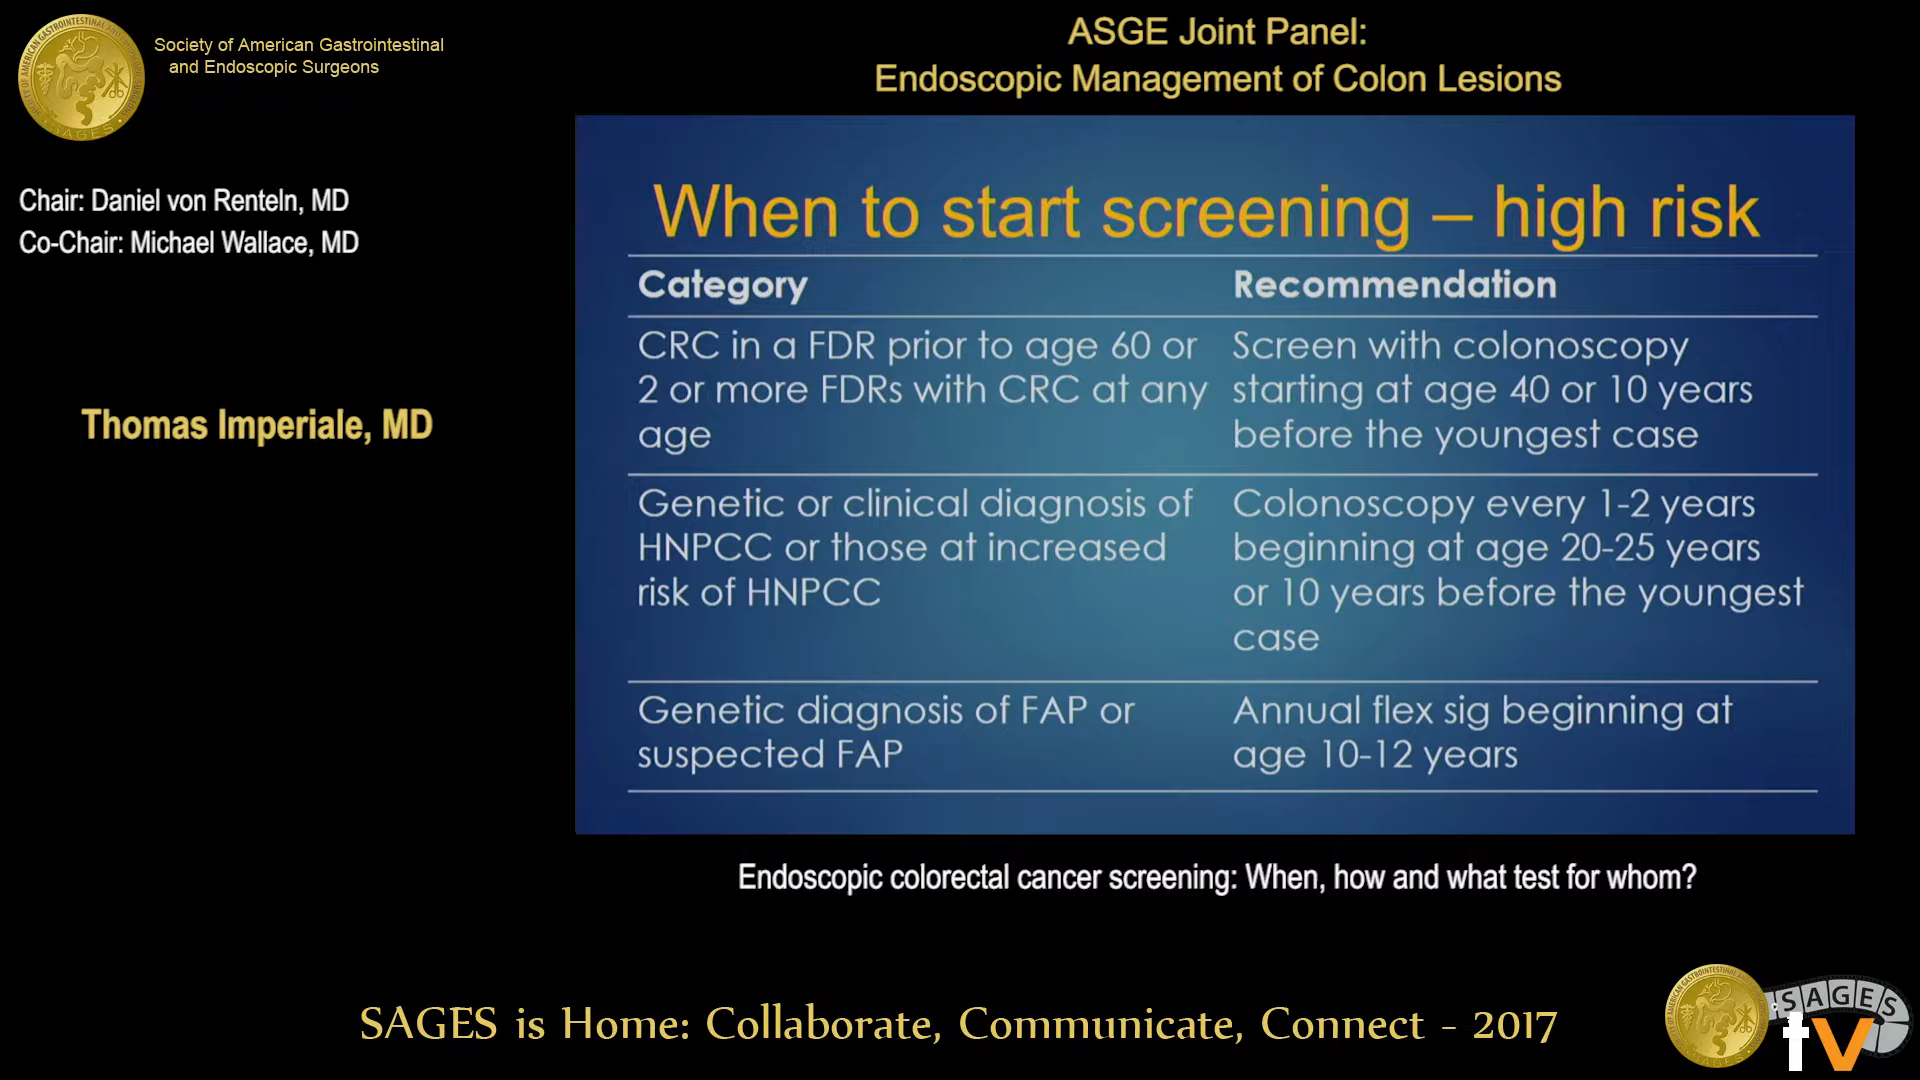 Society of American Gastrointestinal
and Endoscopic Surgeons
ASGE Joint Panel:
Endoscopic Management of Colon Lesions
Chair: Daniel von Renteln, MD
Co-Chair: Michael Wallace, MD
Thomas Imperiale, MD
When to start screening – high risk
Category
Recommendation
CRC in a FDR prior to age 60 or
2 or more FDRs with CRC at any
age
Screen with colonoscopy
starting at age 40 or 10 years
before the youngest case
Genetic or clinical diagnosis of
HNPCC or those at increased
risk of HNPCC
Colonoscopy every 1-2 years
beginning at age 20-25 years
or 10 years before the youngest
case
Genetic diagnosis of FAP or
suspected FAP
Annual flex sig beginning at
age 10-12 years
Endoscopic colorectal cancer screening: When, how and what test for whom?
SAGES is Home: Collaborate, Communicate, Connect - 2017
SAGES
tv